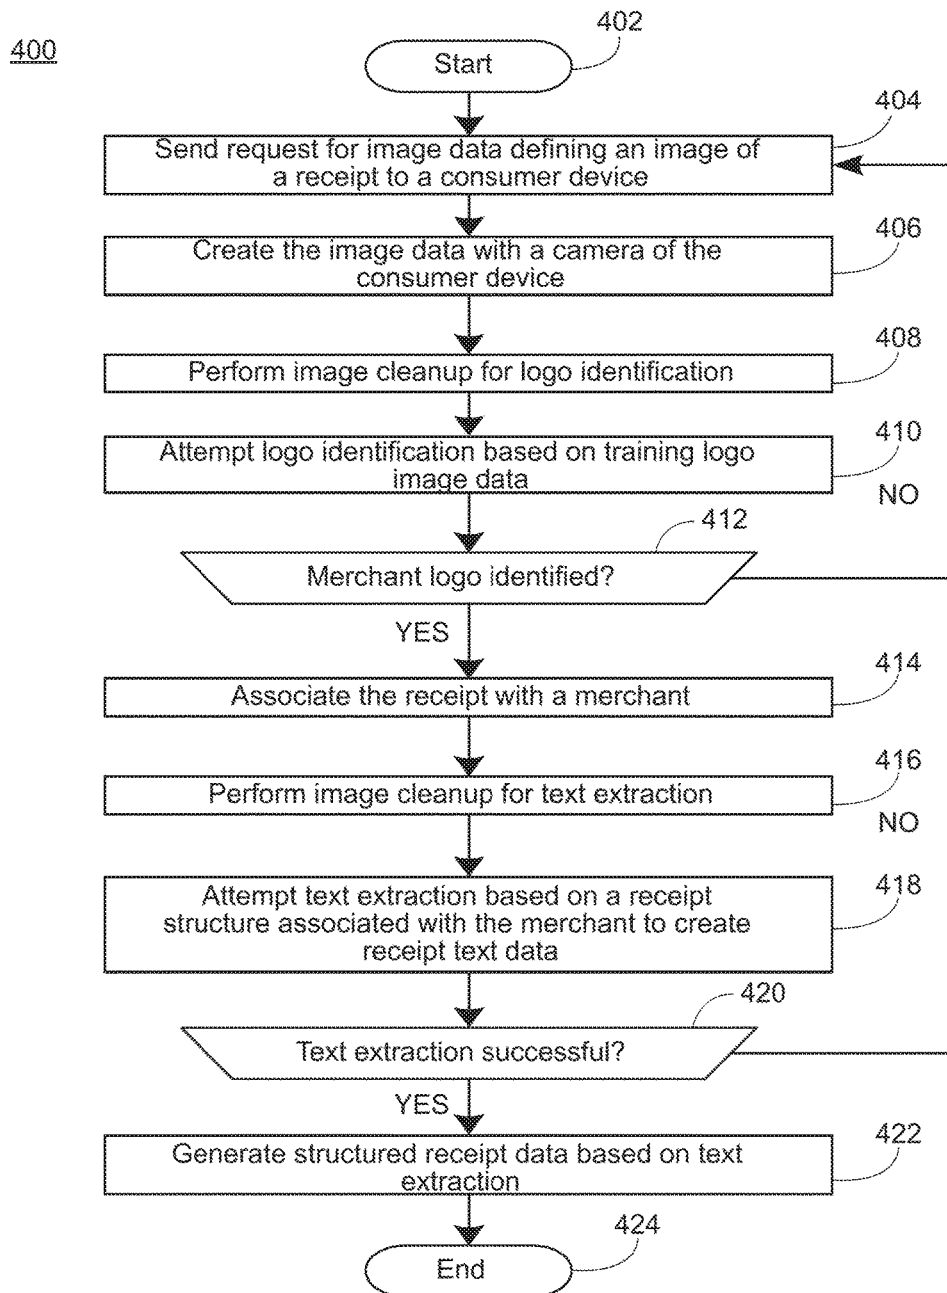 400
402
Start
404
Send request for image data defining an image of
a receipt to a consumer device
406
Create the image data with a camera of the
consumer device
408
Perform image cleanup for logo identification
410
Attempt logo identification based on training logo
image data
NO
412
Merchant logo identified?
YES
414
Associate the receipt with a merchant
416
Perform image cleanup for text extraction
NO
418
Attempt text extraction based on a receipt
structure associated with the merchant to create
receipt text data
420
Text extraction successful?
YES
422
Generate structured receipt data based on text
extraction
424
End